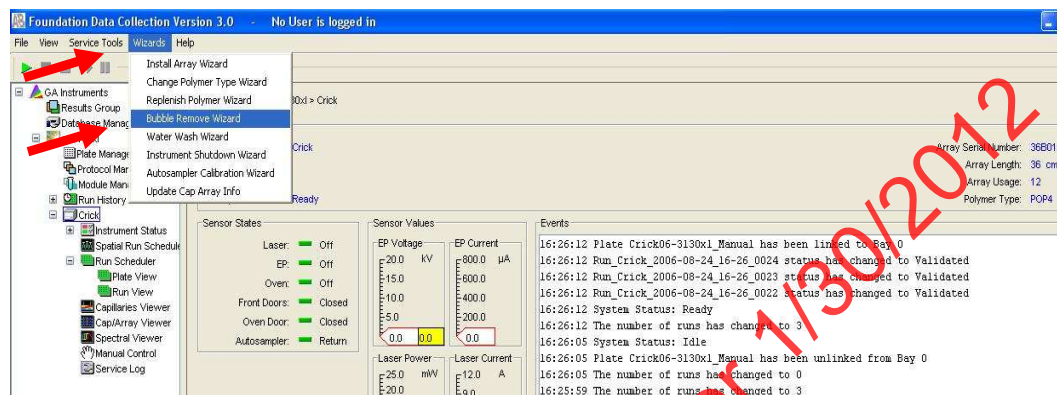 Foundation Data Collection Version 3.0 - No User is logged in
File View Service Tools Wizards Help
Install Array Wizard
Change Polymer Type Wizard
Replenish Polymer Wizard
Bubble Remove Wizard
Water Wash Wizard
Instrument Shutdown Wizard
Autosampler Calibration Wizard
Update Cap Array Info
GA Instruments
Results Group
Database Manag
Plate Manage
Protocol Man
Module Man
Run History
Crick
Instrument Status
Spatial Run Schedule
Run Scheduler
Plate View
Run View
Capillaries Viewer
Cap/Array Viewer
Spectral Viewer
Manual Control
Service Log
30xl > Crick
Crick
Ready
Array Serial Number: 36B01
Array Length: 36 cm
Array Usage: 12
Polymer Type: POP4
Sensor States
Laser: Off
EP: Off
Oven: Off
Front Doors: Closed
Oven Door: Closed
Autosampler: Return
Sensor Values
EP Voltage
20.0 kV
15.0
10.0
5.0
0.0 0.0
EP Current
800.0 µA
600.0
400.0
200.0
0.0
Laser Power
25.0 mW
20.0
Laser Current
12.0 A
9.0
Events
16:26:12 Plate Crick06-3130xl_Manual has been linked to Bay 0
16:26:12 Run_Crick_2006-08-24_16-26_0024 status has changed to Validated
16:26:12 Run_Crick_2006-08-24_16-26_0023 status has changed to Validated
16:26:12 Run_Crick_2006-08-24_16-26_0022 status has changed to Validated
16:26:12 System Status: Ready
16:26:12 The number of runs has changed to 3
16:26:05 System Status: Idle
16:26:05 Plate Crick06-3130xl_Manual has been unlinked from Bay 0
16:26:05 The number of runs has changed to 0
16:25:59 The number of runs has changed to 3
r 1/30/2012